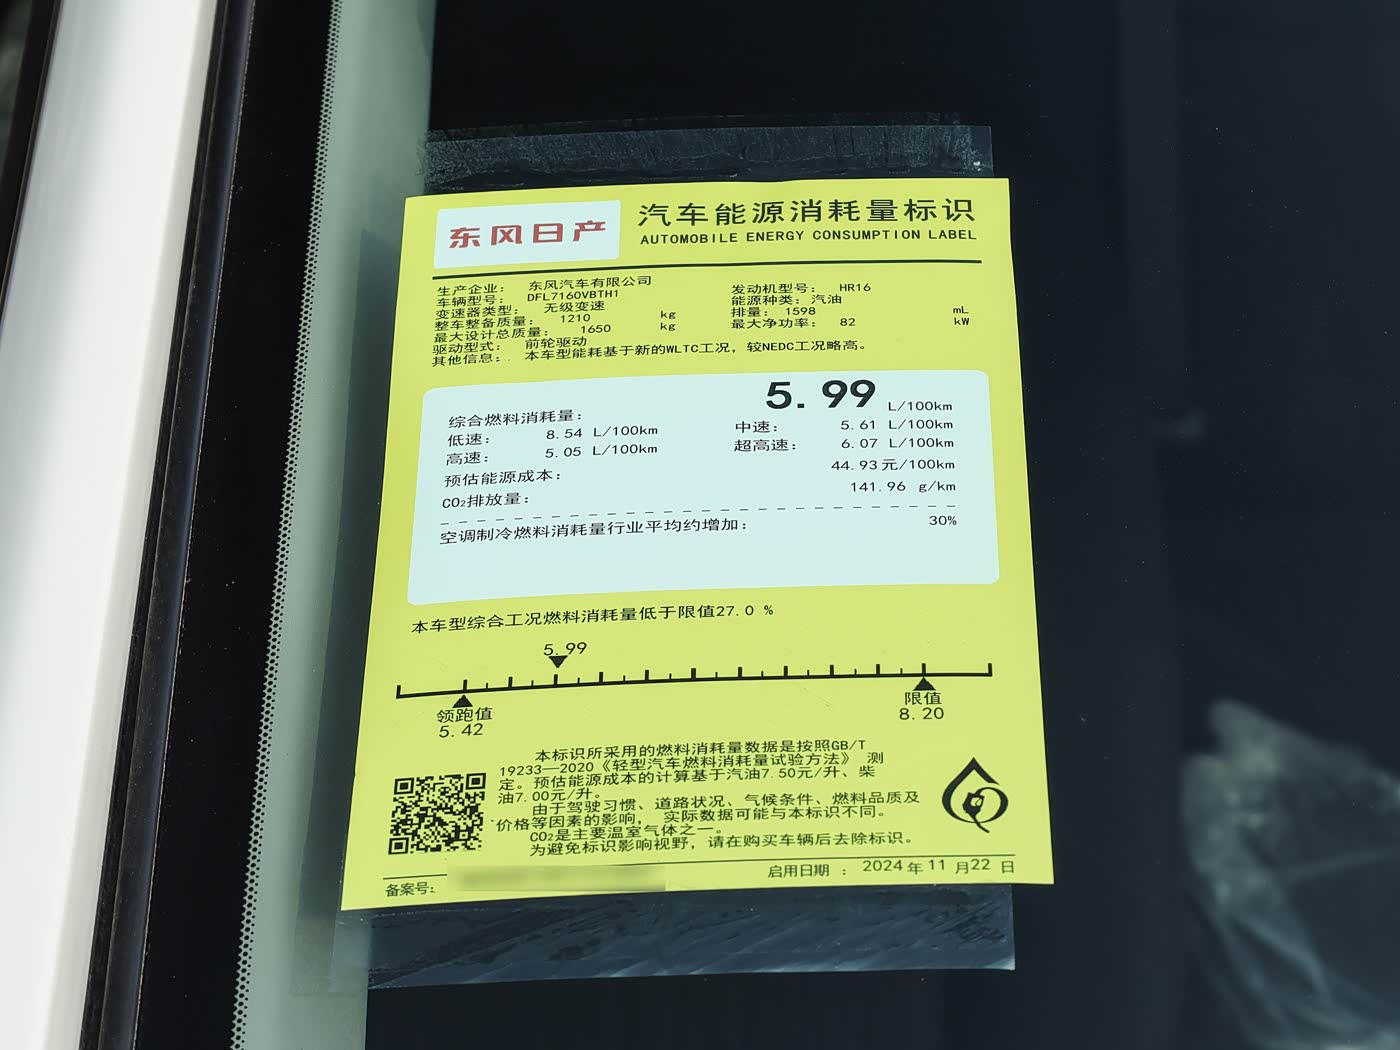 东风日产
汽车能源消耗量标识
AUTOMOBILE ENERGY CONSUMPTION LABEL
生产企业： 东风汽车有限公司
车辆型号： DFL7160VBTH1 发动机型号： HR16
变速器类型： 无级变速 能源种类： 汽油
整车整备质量： 1210 kg 排量： 1598 mL
最大设计总质量： 1650 kg 最大净功率： 82 kW
驱动型式： 前轮驱动
其他信息： 本车型能耗基于新的WLTC工况，较NEDC工况略高。
综合燃料消耗量： 5.99 L/100km
低速： 8.54 L/100km 中速： 5.61 L/100km
高速： 5.05 L/100km 超高速： 6.07 L/100km
预估能源成本： 44.93 元/100km
CO₂排放量： 141.96 g/km
空调制冷燃料消耗量行业平均约增加： 30%
本车型综合工况燃料消耗量低于限值27.0 %
5.99
领跑值 限值
5.42 8.20
本标识所采用的燃料消耗量数据是按照GB/T
19233—2020《轻型汽车燃料消耗量试验方法》 测
定。预估能源成本的计算基于汽油7.50元/升、柴
油7.00元/升。
由于驾驶习惯、道路状况、气候条件、燃料品质及
价格等因素的影响， 实际数据可能与本标识不同。
CO₂是主要温室气体之一。
为避免标识影响视野，请在购买车辆后去除标识。
备案号： 启用日期 ： 2024 年 11 月 22 日